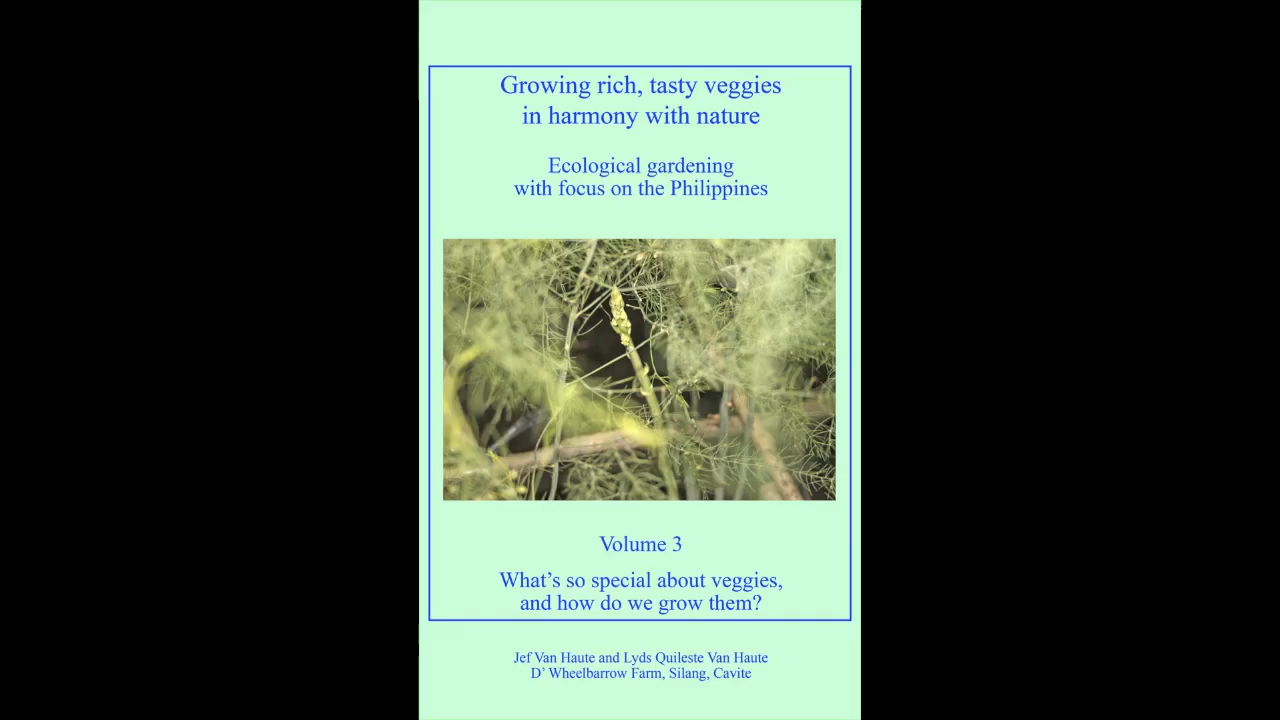 Growing rich, tasty veggies
in harmony with nature
Ecological gardening
with focus on the Philippines
Volume 3
What’s so special about veggies,
and how do we grow them?
Jef Van Haute and Lyds Quileste Van Haute
D’ Wheelbarrow Farm, Silang, Cavite